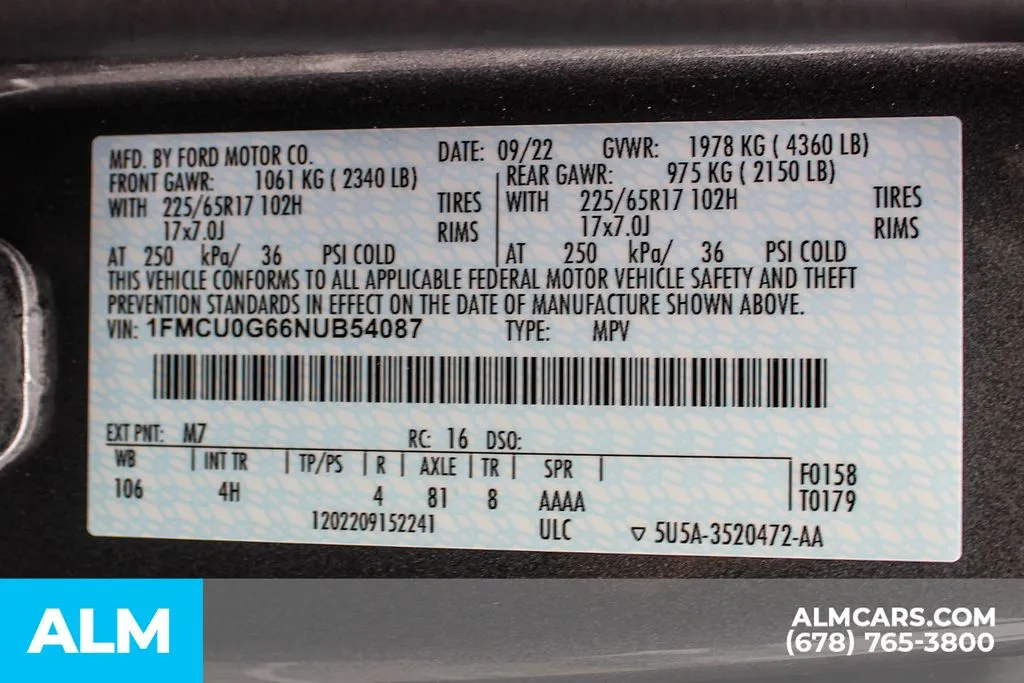 MFD. BY FORD MOTOR CO. DATE: 09/22 GVWR: 1978 KG ( 4360 LB)
FRONT GAWR: 1061 KG ( 2340 LB) REAR GAWR: 975 KG ( 2150 LB)
WITH 225/65R17 102H TIRES WITH 225/65R17 102H TIRES
17x7.0J RIMS 17x7.0J RIMS
AT 250 kPa/ 36 PSI COLD AT 250 kPa/ 36 PSI COLD
THIS VEHICLE CONFORMS TO ALL APPLICABLE FEDERAL MOTOR VEHICLE SAFETY AND THEFT
PREVENTION STANDARDS IN EFFECT ON THE DATE OF MANUFACTURE SHOWN ABOVE.
VIN: 1FMCU0G66NUB54087 TYPE: MPV
EXT PNT: M7 RC: 16 DSO:
WB INT TR TP/PS R AXLE TR SPR F0158
106 4H 4 81 8 AAAA T0179
1202209152241 ULC ▽ 5U5A-3520472-AA
ALM
ALMCARS.COM
(678) 765-3800